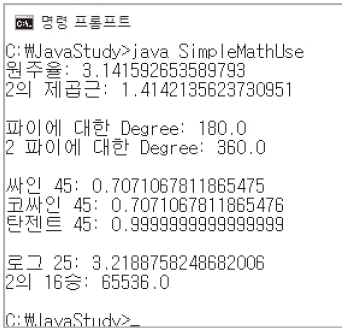 명령 프롬프트
C:₩JavaStudy>java SimpleMathUse
원주율: 3.141592653589793
2의 제곱근: 1.4142135623730951
파이에 대한 Degree: 180.0
2 파이에 대한 Degree: 360.0
싸인 45: 0.7071067811865475
코싸인 45: 0.7071067811865476
탄젠트 45: 0.9999999999999999
로그 25: 3.2188758248682006
2의 16승: 65536.0
C:₩JavaStudy>_